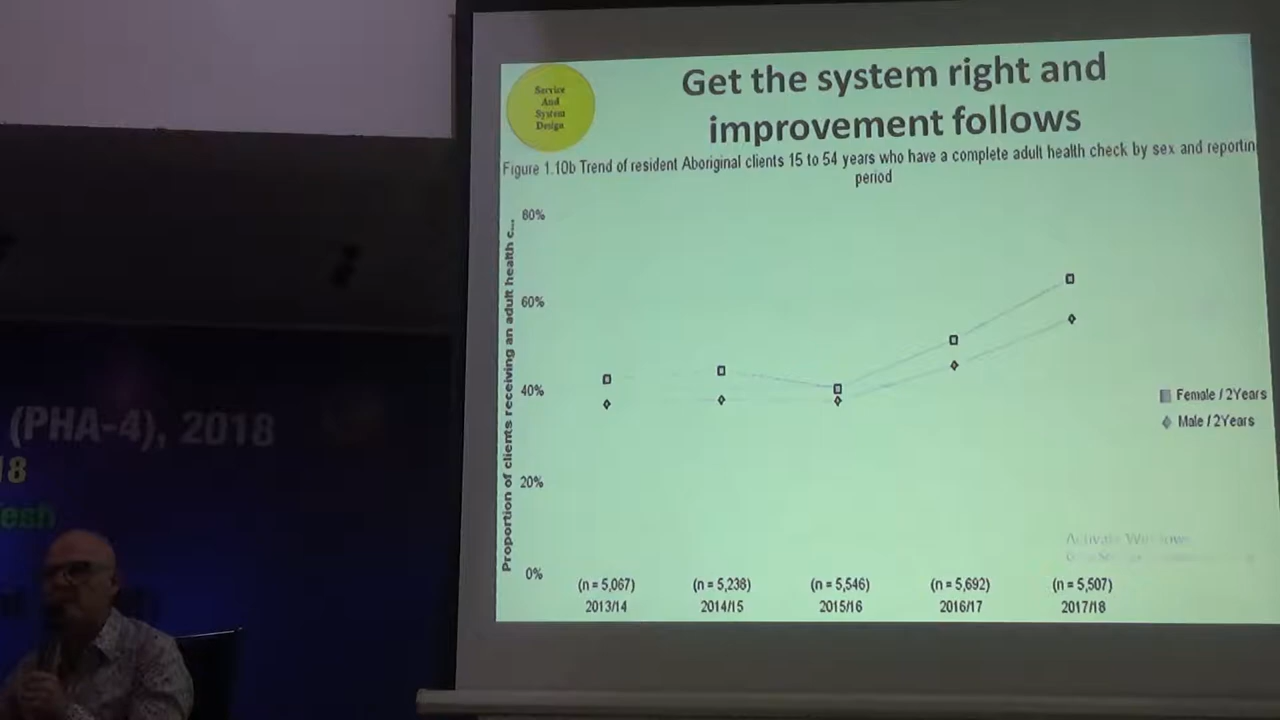 Get the system right and
improvement follows
Service
And
System
Design
Figure 1.10b Trend of resident Aboriginal clients 15 to 54 years who have a complete adult health check by sex and reportin
period
Proportion of clients receiving an adult health c...
80%
60%
40%
20%
0%
Female / 2Years
Male / 2Years
(n = 5,067)
(n = 5,238)
(n = 5,546)
(n = 5,692)
(n = 5,507)
2013/14
2014/15
2015/16
2016/17
2017/18
Activate Windows
(PHA-4), 2018
18
esh